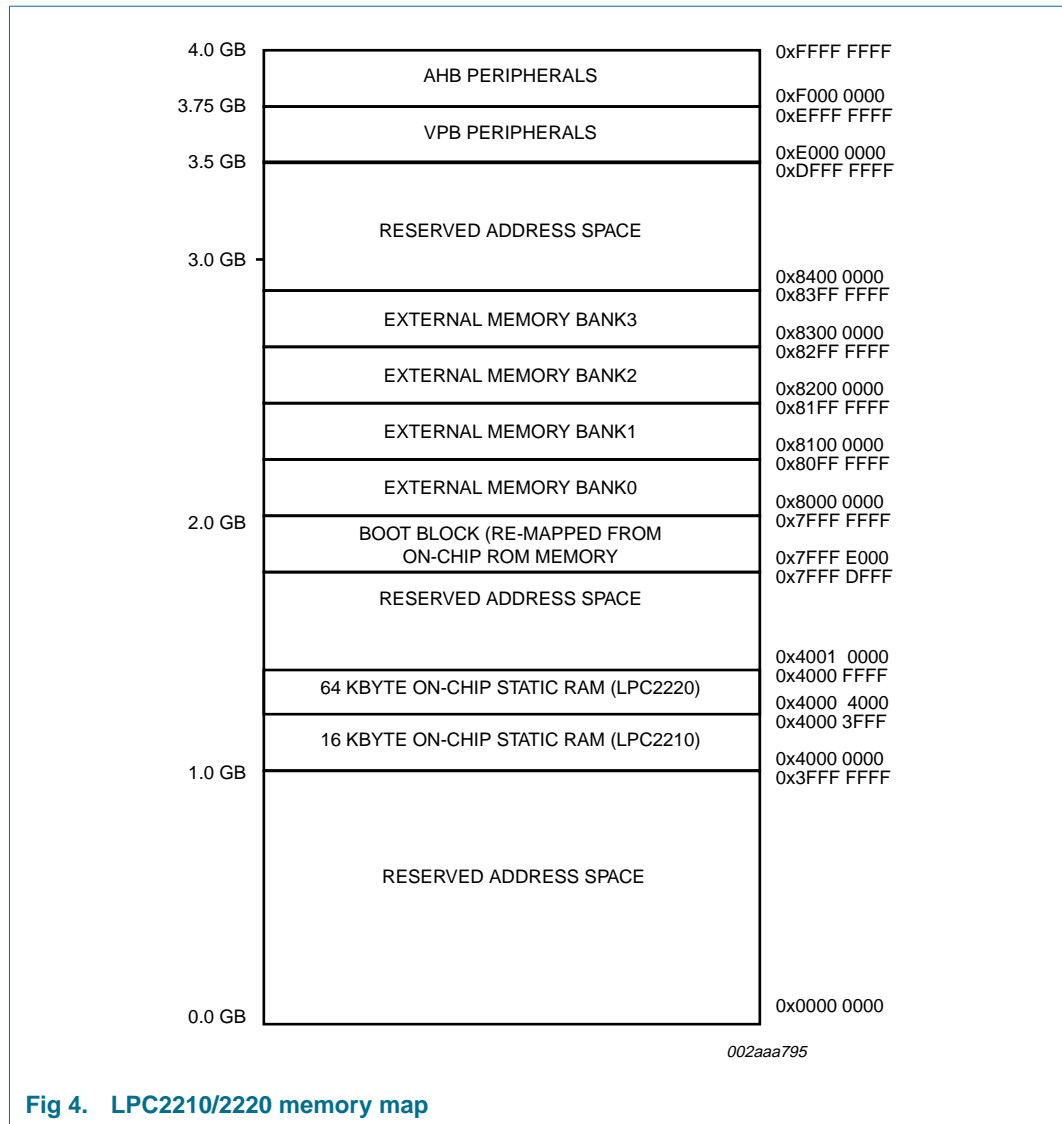 4.0 GB
0xFFFF FFFF
AHB PERIPHERALS
0xF000 0000
3.75 GB
0xEFFF FFFF
VPB PERIPHERALS
0xE000 0000
3.5 GB
0xDFFF FFFF
RESERVED ADDRESS SPACE
3.0 GB
0x8400 0000
0x83FF FFFF
EXTERNAL MEMORY BANK3
0x8300 0000
0x82FF FFFF
EXTERNAL MEMORY BANK2
0x8200 0000
0x81FF FFFF
EXTERNAL MEMORY BANK1
0x8100 0000
0x80FF FFFF
EXTERNAL MEMORY BANK0
0x8000 0000
2.0 GB
0x7FFF FFFF
BOOT BLOCK (RE-MAPPED FROM
ON-CHIP ROM MEMORY
0x7FFF E000
0x7FFF DFFF
RESERVED ADDRESS SPACE
0x4001 0000
0x4000 FFFF
64 KBYTE ON-CHIP STATIC RAM (LPC2220)
0x4000 4000
0x4000 3FFF
16 KBYTE ON-CHIP STATIC RAM (LPC2210)
0x4000 0000
1.0 GB
0x3FFF FFFF
RESERVED ADDRESS SPACE
0x0000 0000
0.0 GB
002aaa795
Fig 4. LPC2210/2220 memory map